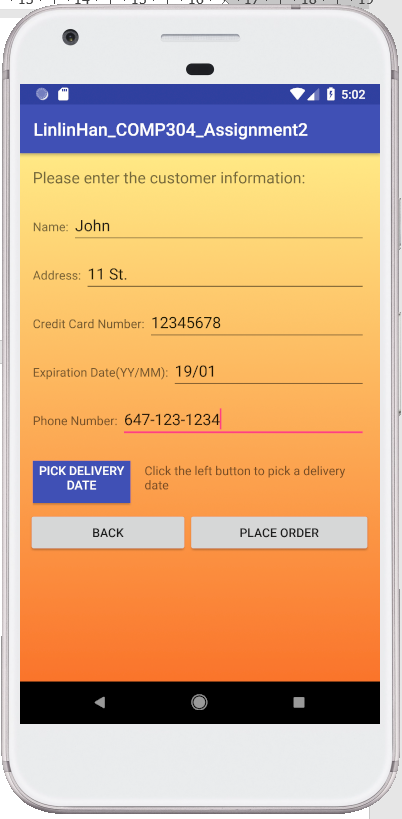 5:02
LinlinHan_COMP304_Assignment2
Please enter the customer information:
Name: John
Address: 11 St.
Credit Card Number: 12345678
Expiration Date(YY/MM): 19/01
Phone Number: 647-123-1234
PICK DELIVERY
DATE
Click the left button to pick a delivery
date
BACK
PLACE ORDER